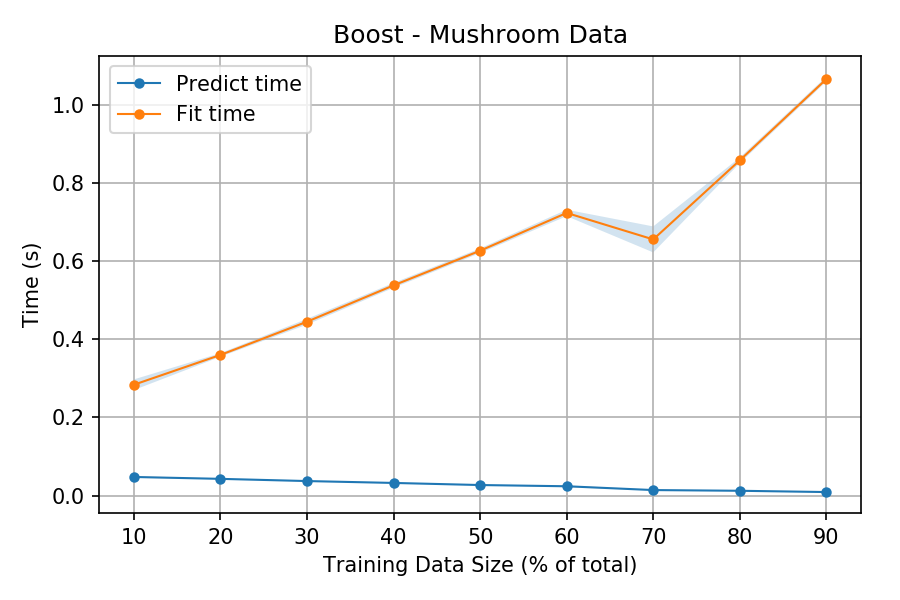 Boost - Mushroom Data
Predict time
Fit time
1.0
0.8
0.6
0.4
0.2
0.0
Time (s)
10 20 30 40 50 60 70 80 90
Training Data Size (% of total)